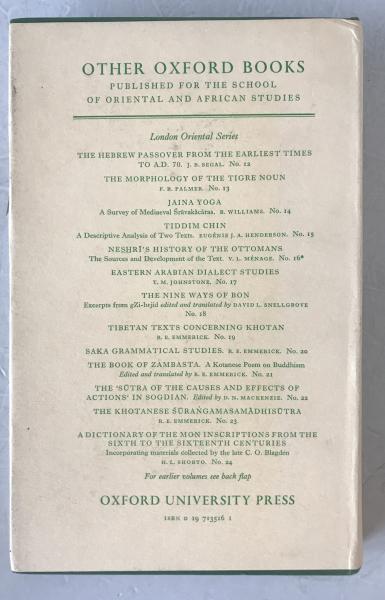 OTHER OXFORD BOOKS
PUBLISHED FOR THE SCHOOL
OF ORIENTAL AND AFRICAN STUDIES
London Oriental Series
THE HEBREW PASSOVER FROM THE EARLIEST TIMES
TO A.D. 70. J. B. SEGAL. No. 12
THE MORPHOLOGY OF THE TIGRE NOUN
F. R. PALMER. No. 13
JAINA YOGA
A Survey of Mediaeval Śrāvakācāras. R. WILLIAMS. No. 14
TIDDIM CHIN
A Descriptive Analysis of Two Texts. EUGÉNIE J. A. HENDERSON. No. 15
NESHRĪ'S HISTORY OF THE OTTOMANS
The Sources and Development of the Text. V. L. MÉNAGE. No. 16*
EASTERN ARABIAN DIALECT STUDIES
T. M. JOHNSTONE. No. 17
THE NINE WAYS OF BON
Excerpts from gZi-brjid edited and translated by DAVID L. SNELLGROVE
No. 18
TIBETAN TEXTS CONCERNING KHOTAN
R. E. EMMERICK. No. 19
SAKA GRAMMATICAL STUDIES. R. E. EMMERICK. No. 20
THE BOOK OF ZAMBASTA. A Kotanese Poem on Buddhism
Edited and translated by R. E. EMMERICK. No. 21
THE 'SŪTRA OF THE CAUSES AND EFFECTS OF
ACTIONS' IN SOGDIAN. Edited by D. N. MACKENZIE. No. 22
THE KHOTANESE ŚŪRAṄGAMASAMĀDHISŪTRA
R. E. EMMERICK. No. 23
A DICTIONARY OF THE MON INSCRIPTIONS FROM THE
SIXTH TO THE SIXTEENTH CENTURIES
Incorporating materials collected by the late C. O. Blagden
H. L. SHORTO. No. 24
For earlier volumes see back flap
OXFORD UNIVERSITY PRESS
ISBN 0 19 713516 1